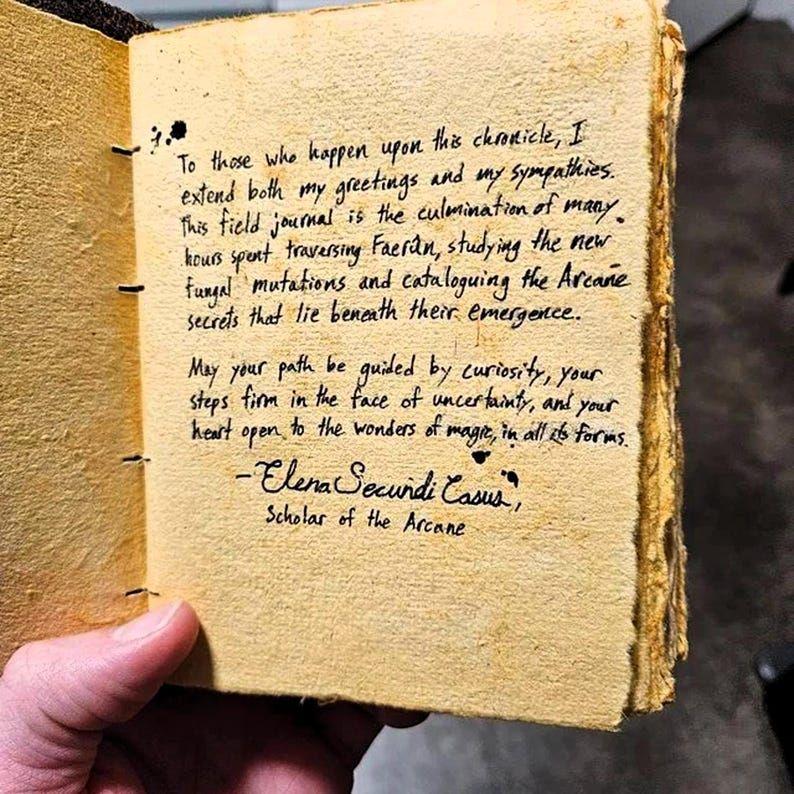 To those who happen upon this chronicle, I
extend both my greetings and my sympathies.
This field journal is the culmination of many
hours spent traversing Faerûn, studying the new
fungal mutations and cataloguing the Arcane
secrets that lie beneath their emergence.
May your path be guided by curiosity, your
steps firm in the face of uncertainty, and your
heart open to the wonders of magic, in all its forms.
-Elena Secundi Casus,
Scholar of the Arcane